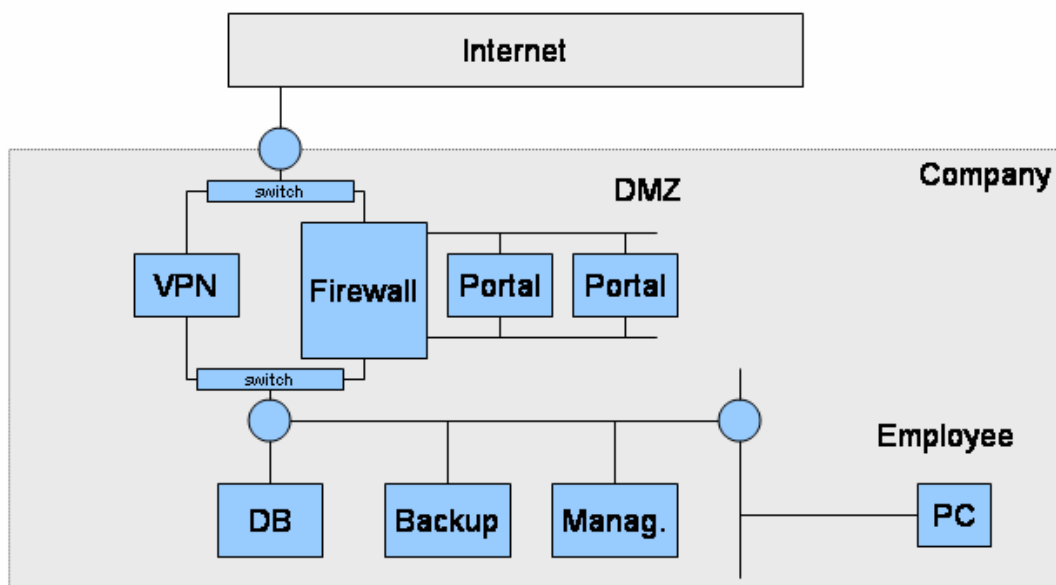 Internet
Company
switch
DMZ
VPN
Firewall
Portal
Portal
switch
Employee
DB
Backup
Manag.
PC